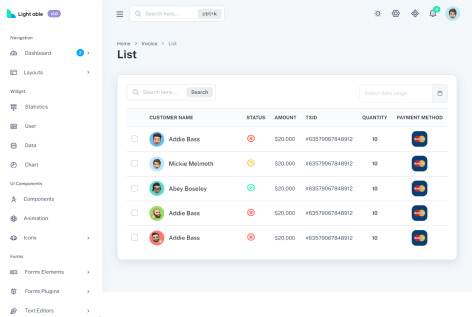 Light able v1.0
Search here... ctrl+k
Navigation
Dashboard 2
Layouts
Widget
Statistics
User
Data
Chart
UI Components
Components
Animation
Icons
Forms
Forms Elements
Forms Plugins
Text Editors
Home > Invoice > List
List
Search here... Search
Select date range
CUSTOMER NAME STATUS AMOUNT TXID QUANTITY PAYMENT METHOD
Addie Bass $20,000 #63579067848912 10
Mickie Melmoth $20,000 #63579067848912 10
Abey Boseley $20,000 #63579067848912 10
Addie Bass $20,000 #63579067848912 10
Addie Bass $20,000 #63579067848912 10